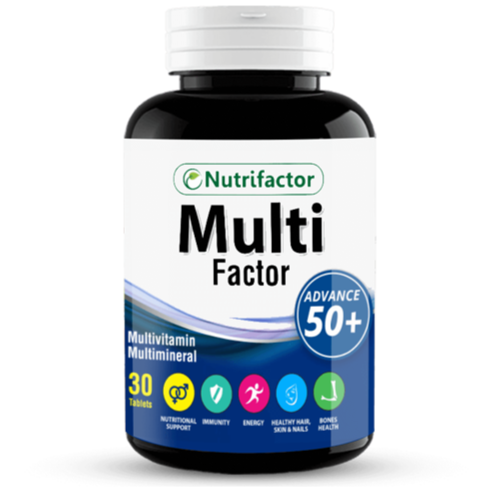 Nutrifactor
Multi
Factor
ADVANCE
50+
Multivitamin
Multimineral
30
Tablets
NUTRITIONAL
SUPPORT
IMMUNITY
ENERGY
HEALTHY HAIR,
SKIN & NAILS
BONES
HEALTH